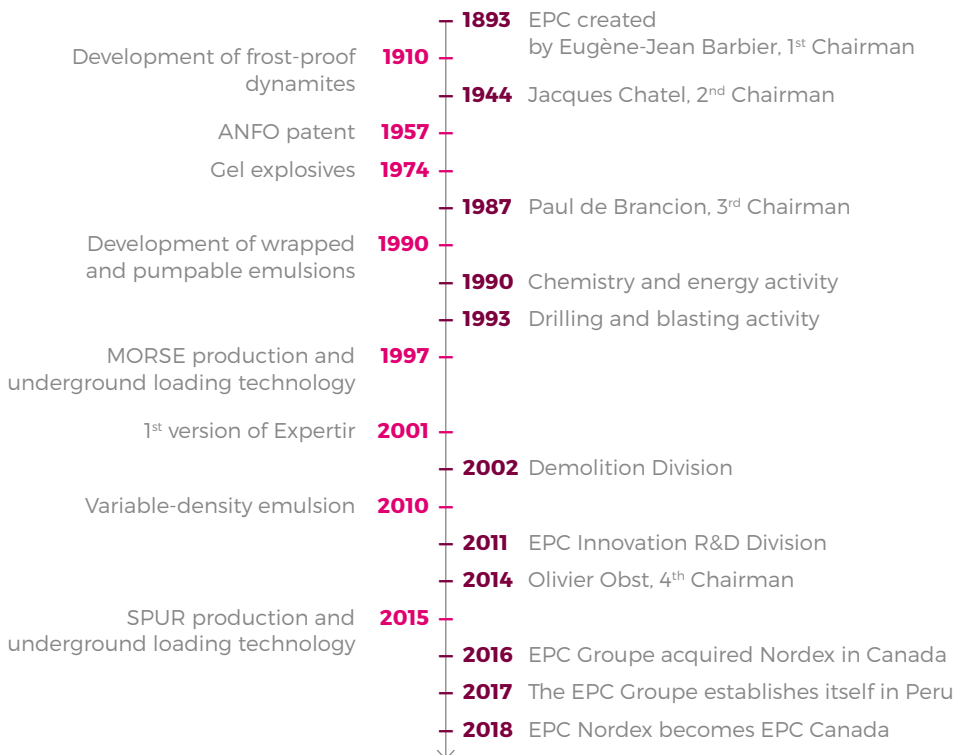 1893 EPC created
by Eugène-Jean Barbier, 1st Chairman
Development of frost-proof 1910
dynamites
1944 Jacques Chatel, 2nd Chairman
ANFO patent 1957
Gel explosives 1974
1987 Paul de Brancion, 3rd Chairman
Development of wrapped 1990
and pumpable emulsions
1990 Chemistry and energy activity
1993 Drilling and blasting activity
MORSE production and 1997
underground loading technology
1st version of Expertir 2001
2002 Demolition Division
Variable-density emulsion 2010
2011 EPC Innovation R&D Division
2014 Olivier Obst, 4th Chairman
SPUR production and 2015
underground loading technology
2016 EPC Groupe acquired Nordex in Canada
2017 The EPC Groupe establishes itself in Peru
2018 EPC Nordex becomes EPC Canada